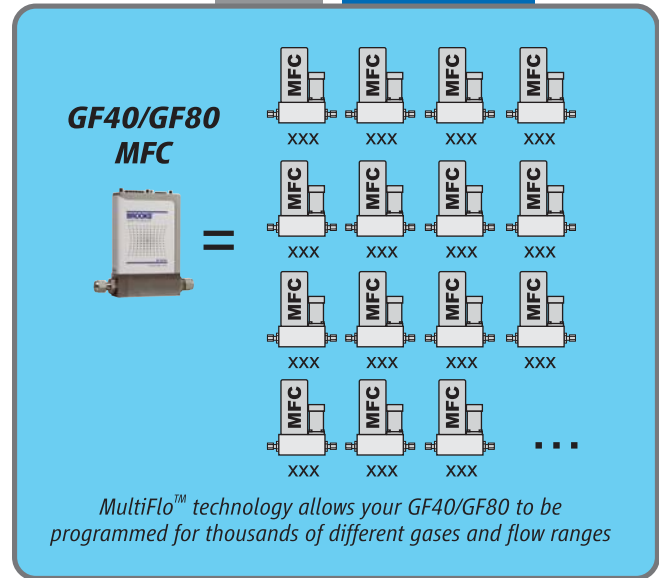 GF40/GF80
MFC
BROOKS
=
MFC MFC MFC MFC
xxx xxx xxx xxx
MFC MFC MFC MFC
xxx xxx xxx xxx
MFC MFC MFC MFC
xxx xxx xxx xxx
MFC MFC MFC ...
xxx xxx xxx
MultiFlo™ technology allows your GF40/GF80 to be
programmed for thousands of different gases and flow ranges